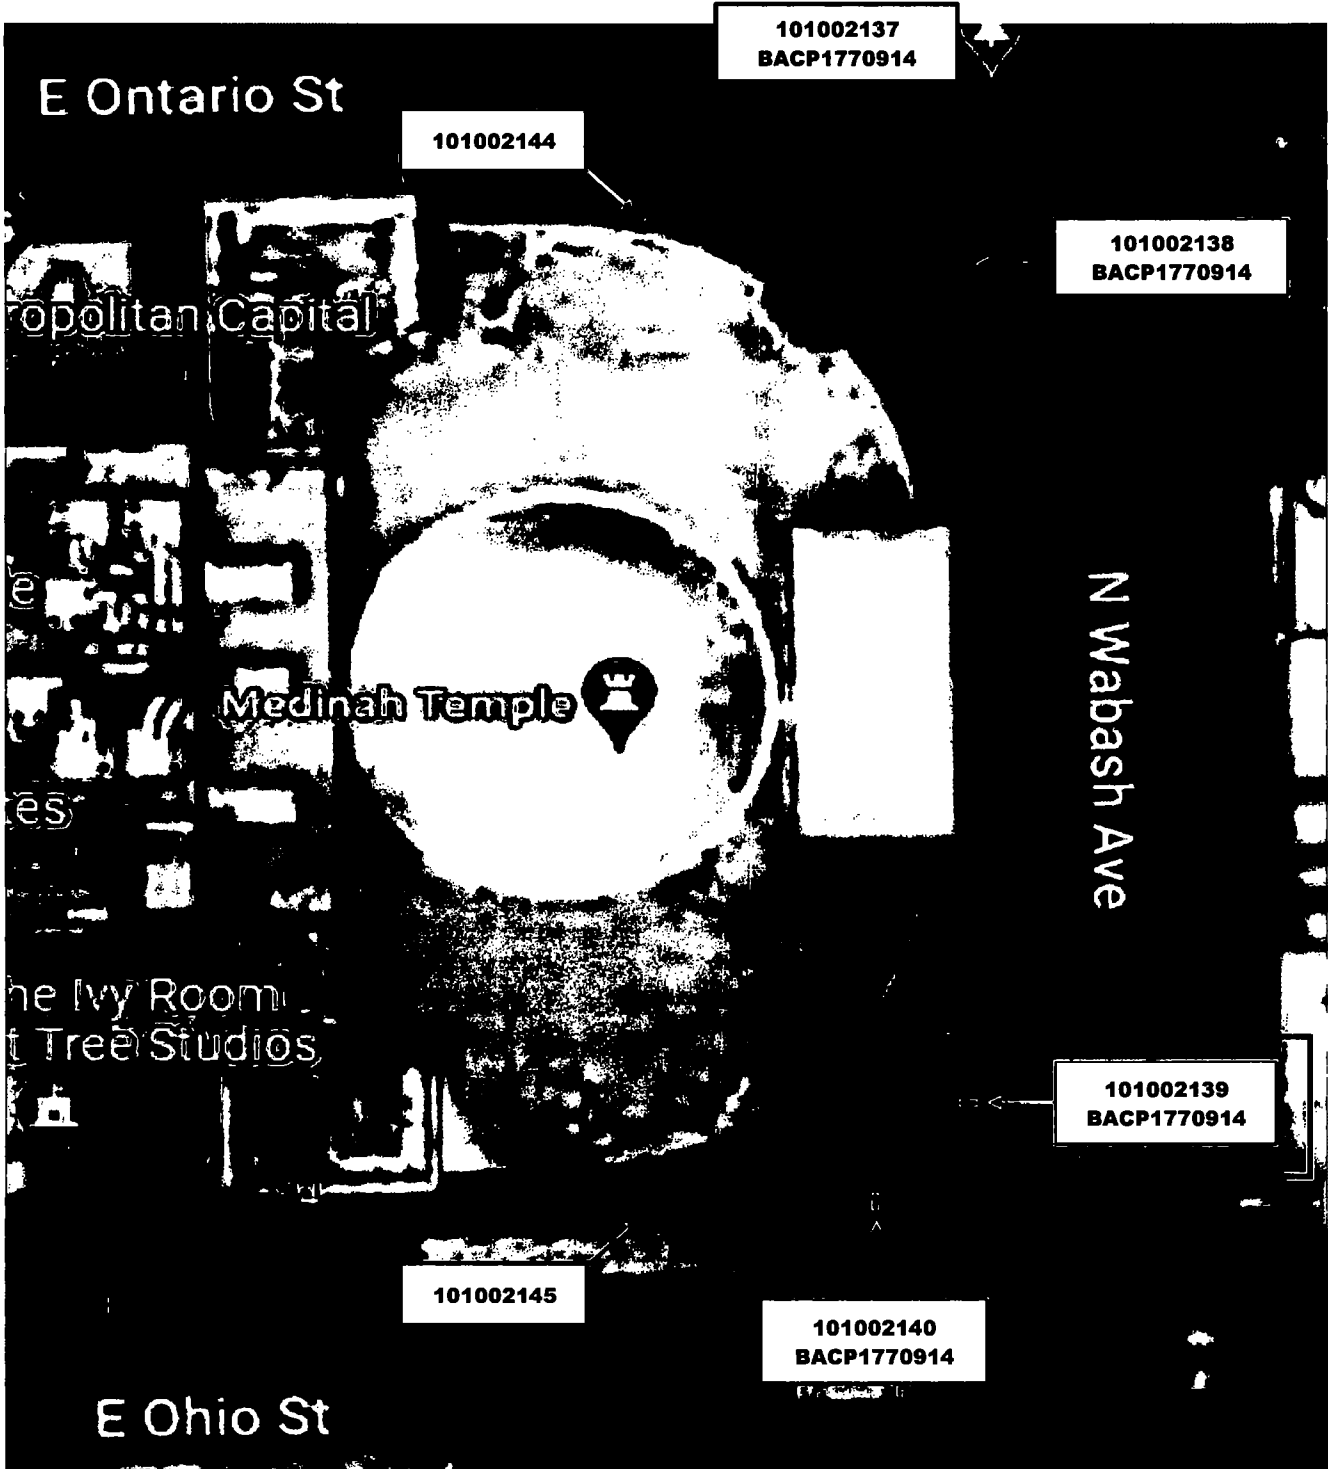 101002137
BACP1770914
E Ontario St
101002144
101002138
BACP1770914
ropolitan Capital
e
N Wabash Ave
Medinah Temple
tes
he Ivy Room
t Tree Studios
101002139
BACP1770914
101002145
101002140
BACP1770914
E Ohio St